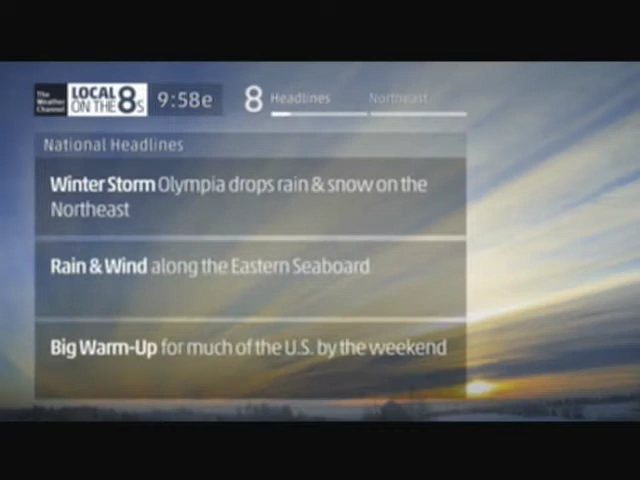 The Weather Channel
LOCAL ON THE 8s
9:58e
8
Headlines
Northeast
National Headlines
Winter Storm Olympia drops rain & snow on the
Northeast
Rain & Wind along the Eastern Seaboard
Big Warm-Up for much of the U.S. by the weekend